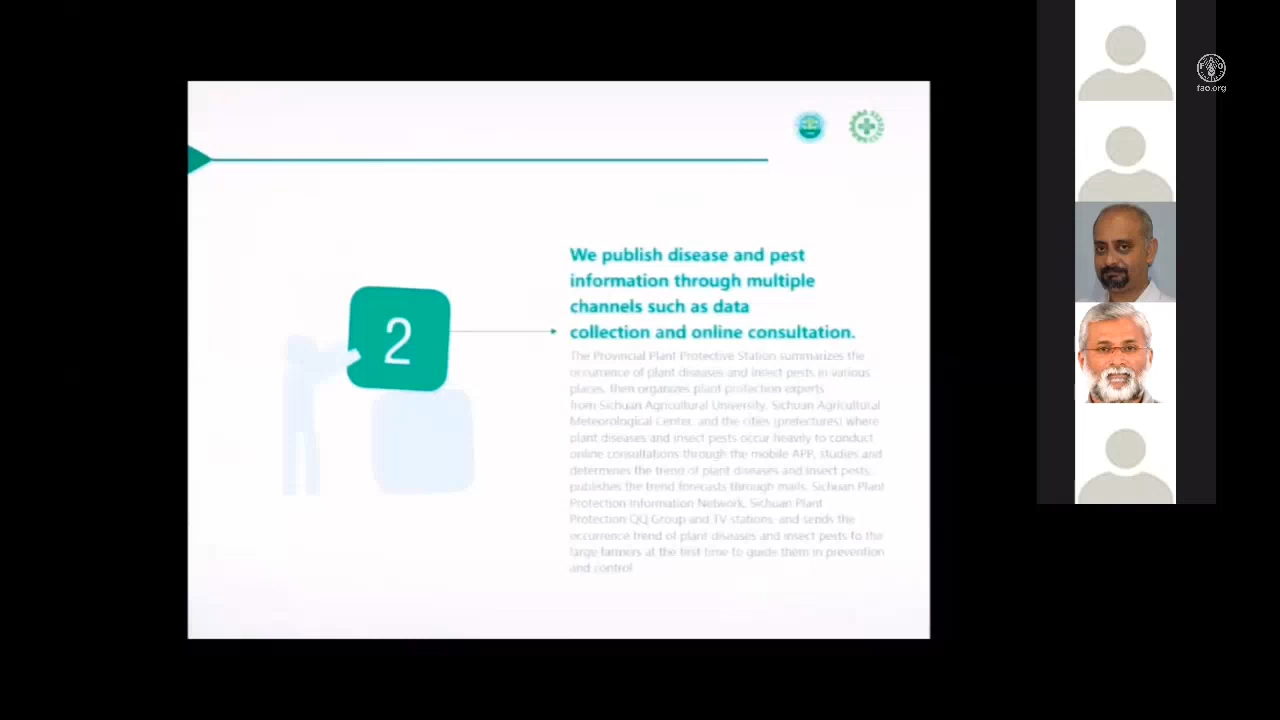 FAO
fao.org
We publish disease and pest
information through multiple
channels such as data
collection and online consultation.
2
The Provincial Plant Protective Station summarizes the
occurrence of plant diseases and insect pests in various
places, then organizes plant protection experts
from Sichuan Agricultural University, Sichuan Agricultural
Meteorological Center, and the cities (prefectures) where
plant diseases and insect pests occur heavily to conduct
online consultations through the mobile APP, studies and
determines the trend of plant diseases and insect pests,
publishes the trend forecasts through mails, Sichuan Plant
Protection Information Network, Sichuan Plant
Protection QQ Group and TV stations, and sends the
occurrence trend of plant diseases and insect pests to the
large farmers at the first time to guide them in prevention
and control